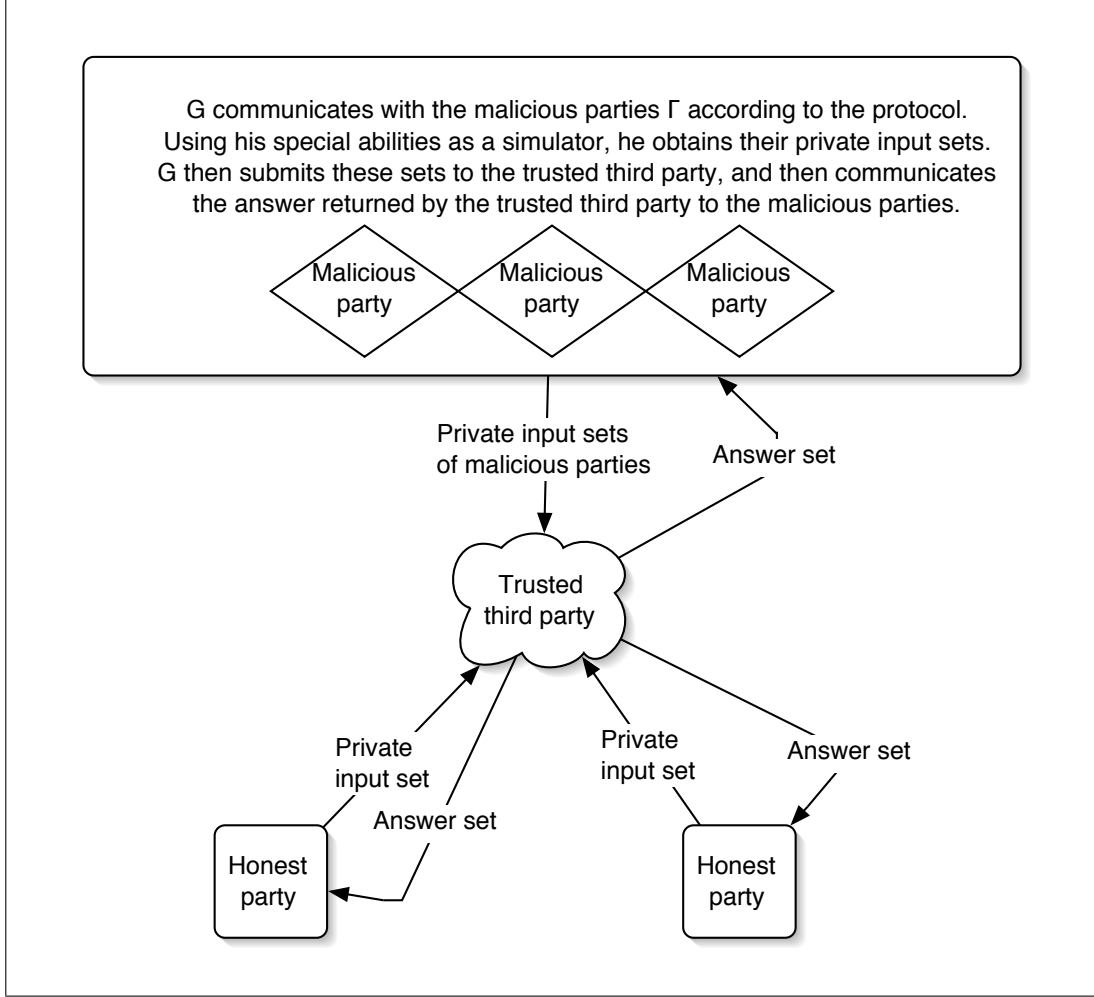 G communicates with the malicious parties Γ according to the protocol.
Using his special abilities as a simulator, he obtains their private input sets.
G then submits these sets to the trusted third party, and then communicates
the answer returned by the trusted third party to the malicious parties.
Malicious
party
Malicious
party
Malicious
party
Private input sets
of malicious parties
Answer set
Trusted
third party
Private
input set
Answer set
Private
input set
Answer set
Honest
party
Honest
party